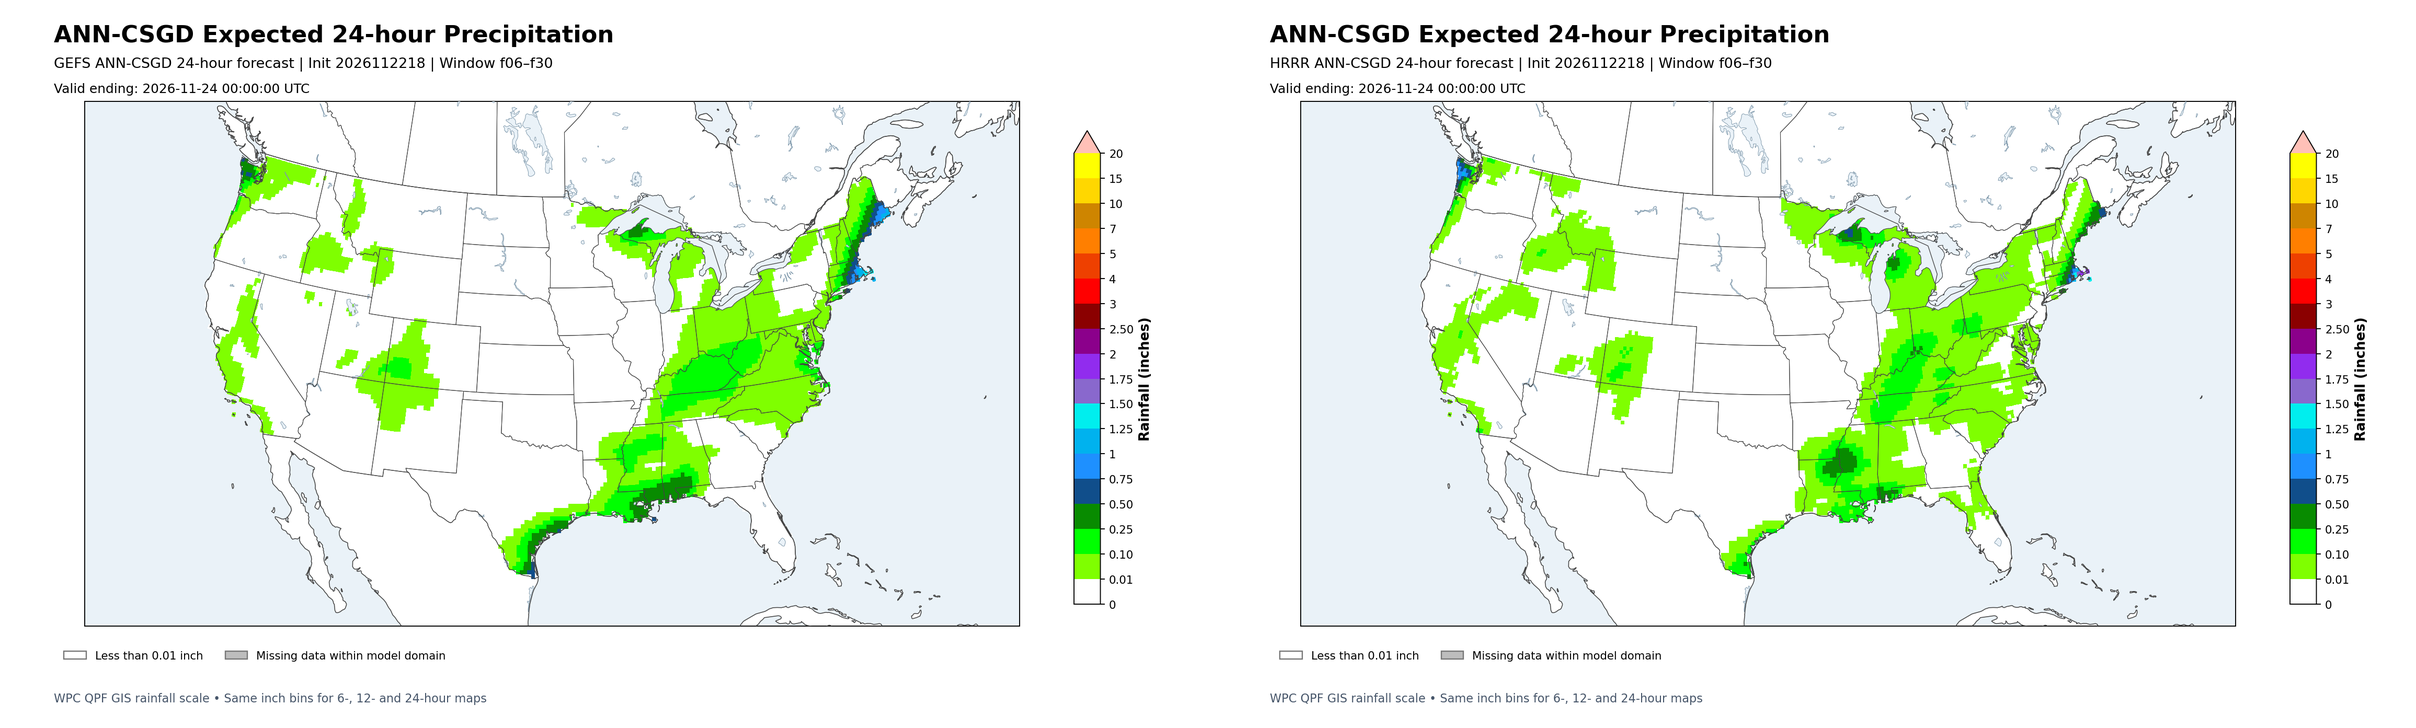 ANN-CSGD Expected 24-hour Precipitation
GEFS ANN-CSGD 24-hour forecast | Init 2026112218 | Window f06–f30
Valid ending: 2026-11-24 00:00:00 UTC
20
15
10
7
5
4
3
2.50
2
1.75
1.50
1.25
1
0.75
0.50
0.25
0.10
0.01
0
Rainfall (inches)
Less than 0.01 inch
Missing data within model domain
WPC QPF GIS rainfall scale • Same inch bins for 6-, 12- and 24-hour maps
ANN-CSGD Expected 24-hour Precipitation
HRRR ANN-CSGD 24-hour forecast | Init 2026112218 | Window f06–f30
Valid ending: 2026-11-24 00:00:00 UTC
20
15
10
7
5
4
3
2.50
2
1.75
1.50
1.25
1
0.75
0.50
0.25
0.10
0.01
0
Rainfall (inches)
Less than 0.01 inch
Missing data within model domain
WPC QPF GIS rainfall scale • Same inch bins for 6-, 12- and 24-hour maps